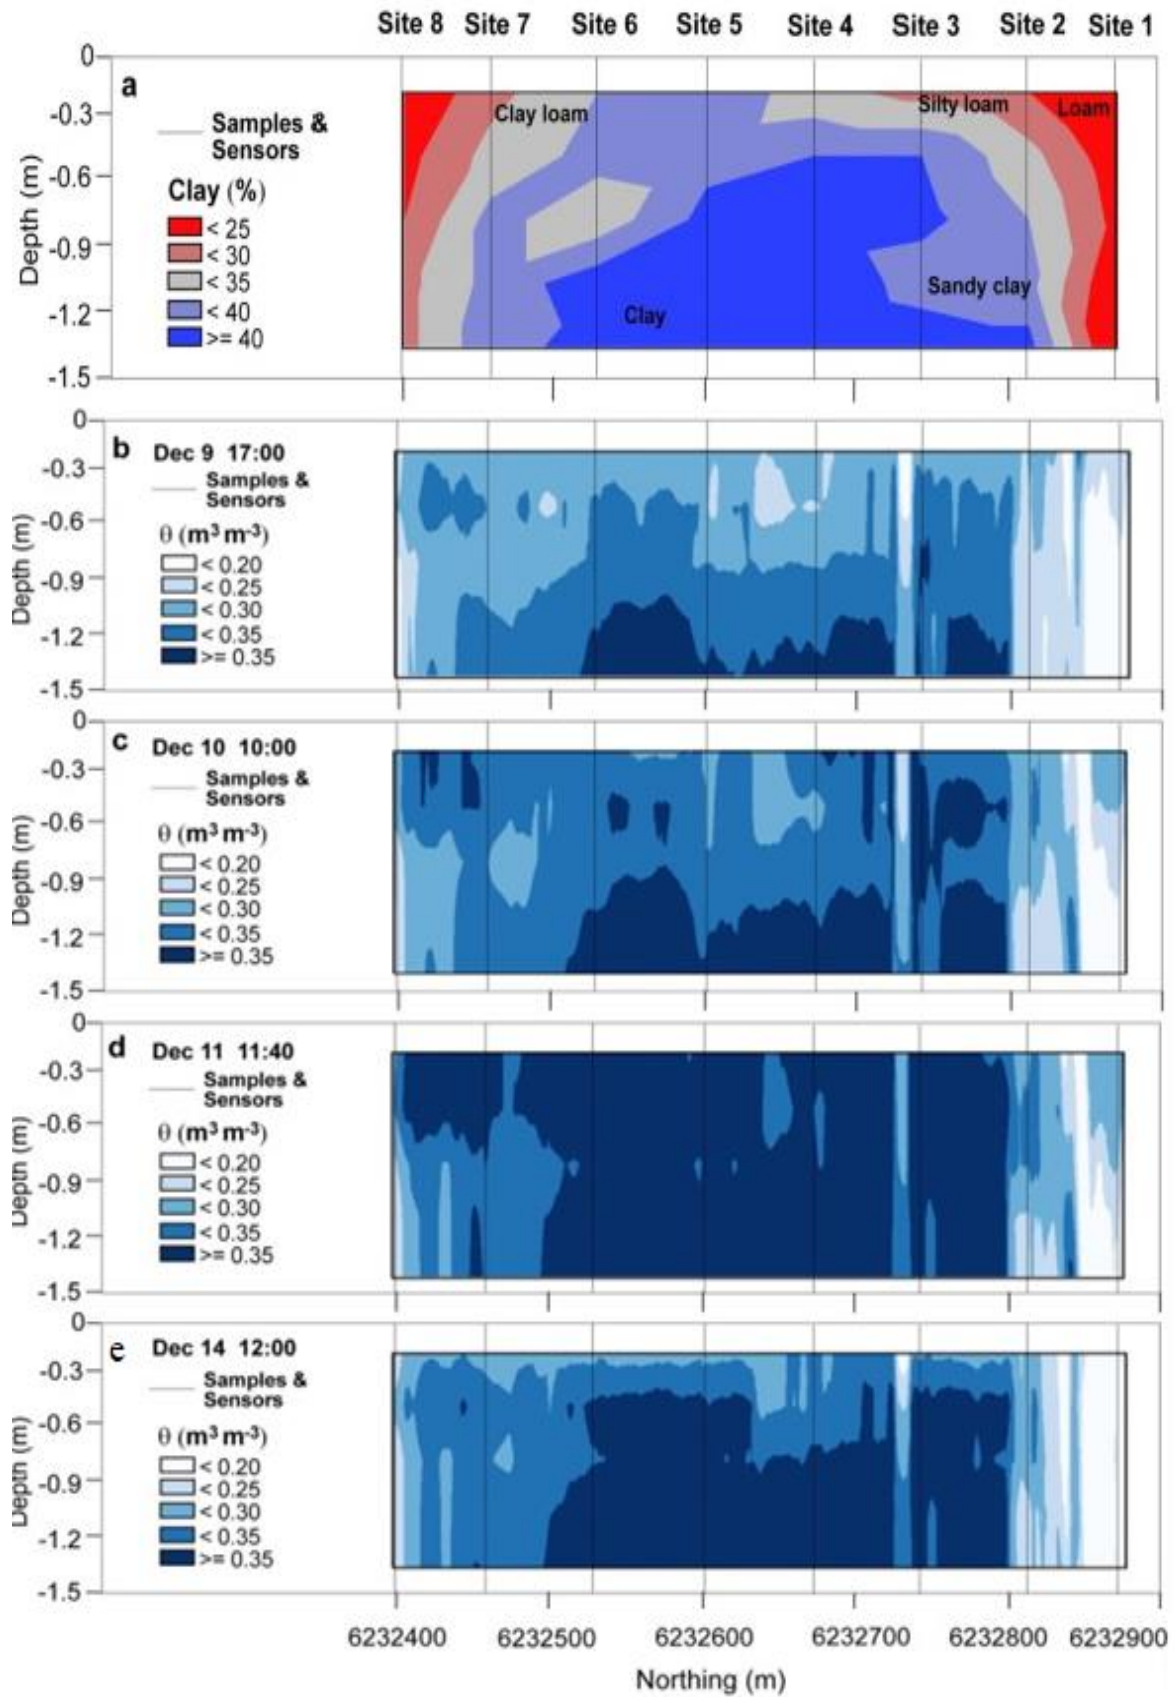 Site 8 Site 7 Site 6 Site 5 Site 4 Site 3 Site 2 Site 1
a
Samples &
Sensors
Clay (%)
< 25
< 30
< 35
< 40
>= 40
Clay loam
Silty loam
Loam
Sandy clay
Clay
0
-0.3
-0.6
-0.9
-1.2
-1.5
Depth (m)
b Dec 9 17:00
Samples &
Sensors
θ (m³ m⁻³)
< 0.20
< 0.25
< 0.30
< 0.35
>= 0.35
0
-0.3
-0.6
-0.9
-1.2
-1.5
Depth (m)
c Dec 10 10:00
Samples &
Sensors
θ (m³ m⁻³)
< 0.20
< 0.25
< 0.30
< 0.35
>= 0.35
0
-0.3
-0.6
-0.9
-1.2
-1.5
Depth (m)
d Dec 11 11:40
Samples &
Sensors
θ (m³ m⁻³)
< 0.20
< 0.25
< 0.30
< 0.35
>= 0.35
0
-0.3
-0.6
-0.9
-1.2
-1.5
Depth (m)
e Dec 14 12:00
Samples &
Sensors
θ (m³ m⁻³)
< 0.20
< 0.25
< 0.30
< 0.35
>= 0.35
0
-0.3
-0.6
-0.9
-1.2
-1.5
Depth (m)
6232400 6232500 6232600 6232700 6232800 6232900
Northing (m)